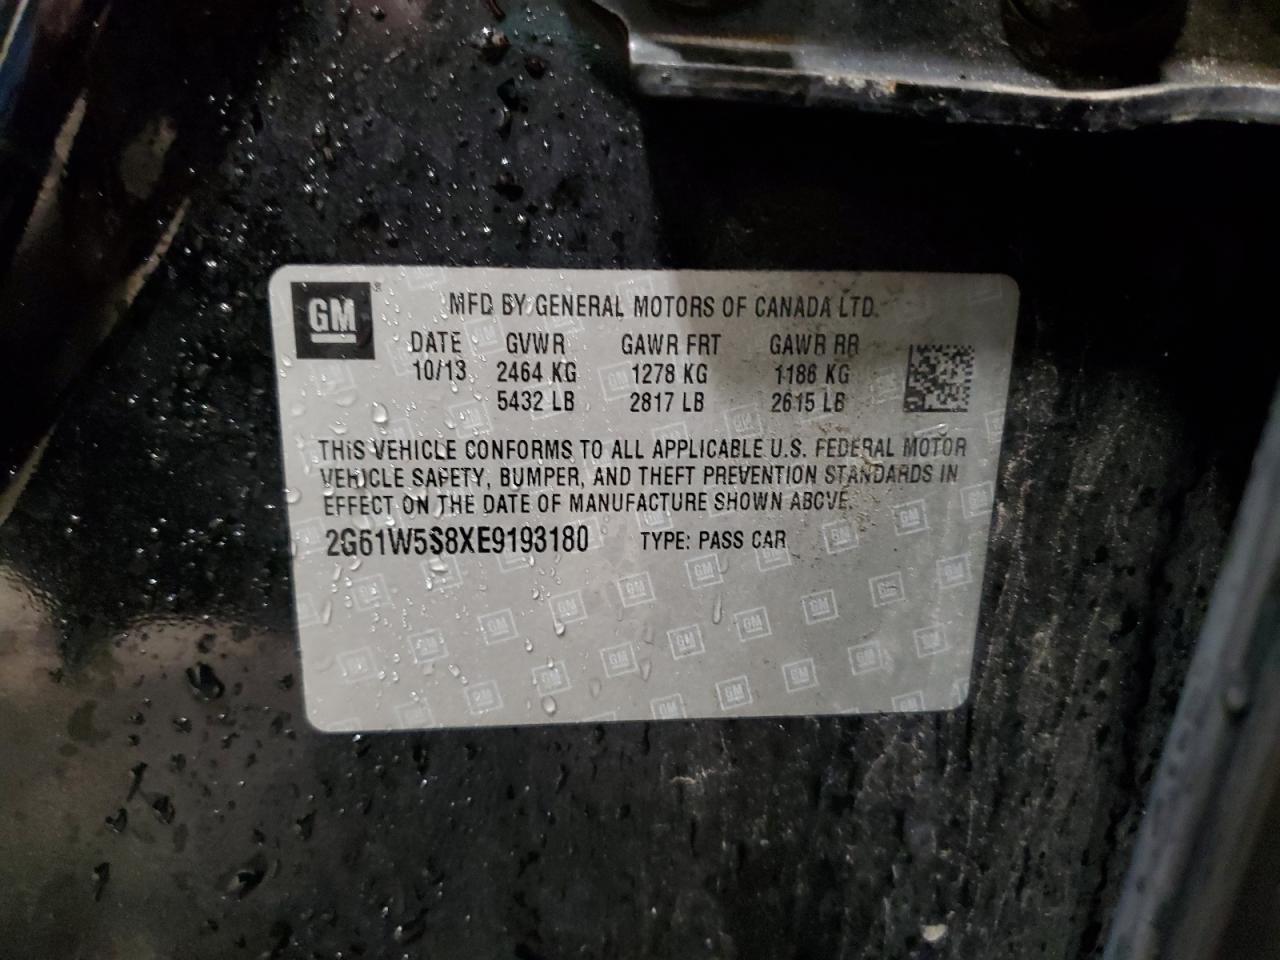 GM
MFD BY GENERAL MOTORS OF CANADA LTD.
DATE GVWR GAWR FRT GAWR RR
10/13 2464 KG 1278 KG 1186 KG
5432 LB 2817 LB 2615 LB
THIS VEHICLE CONFORMS TO ALL APPLICABLE U.S. FEDERAL MOTOR
VEHICLE SAFETY, BUMPER, AND THEFT PREVENTION STANDARDS IN
EFFECT ON THE DATE OF MANUFACTURE SHOWN ABOVE.
2G61W5S8XE9193180 TYPE: PASS CAR